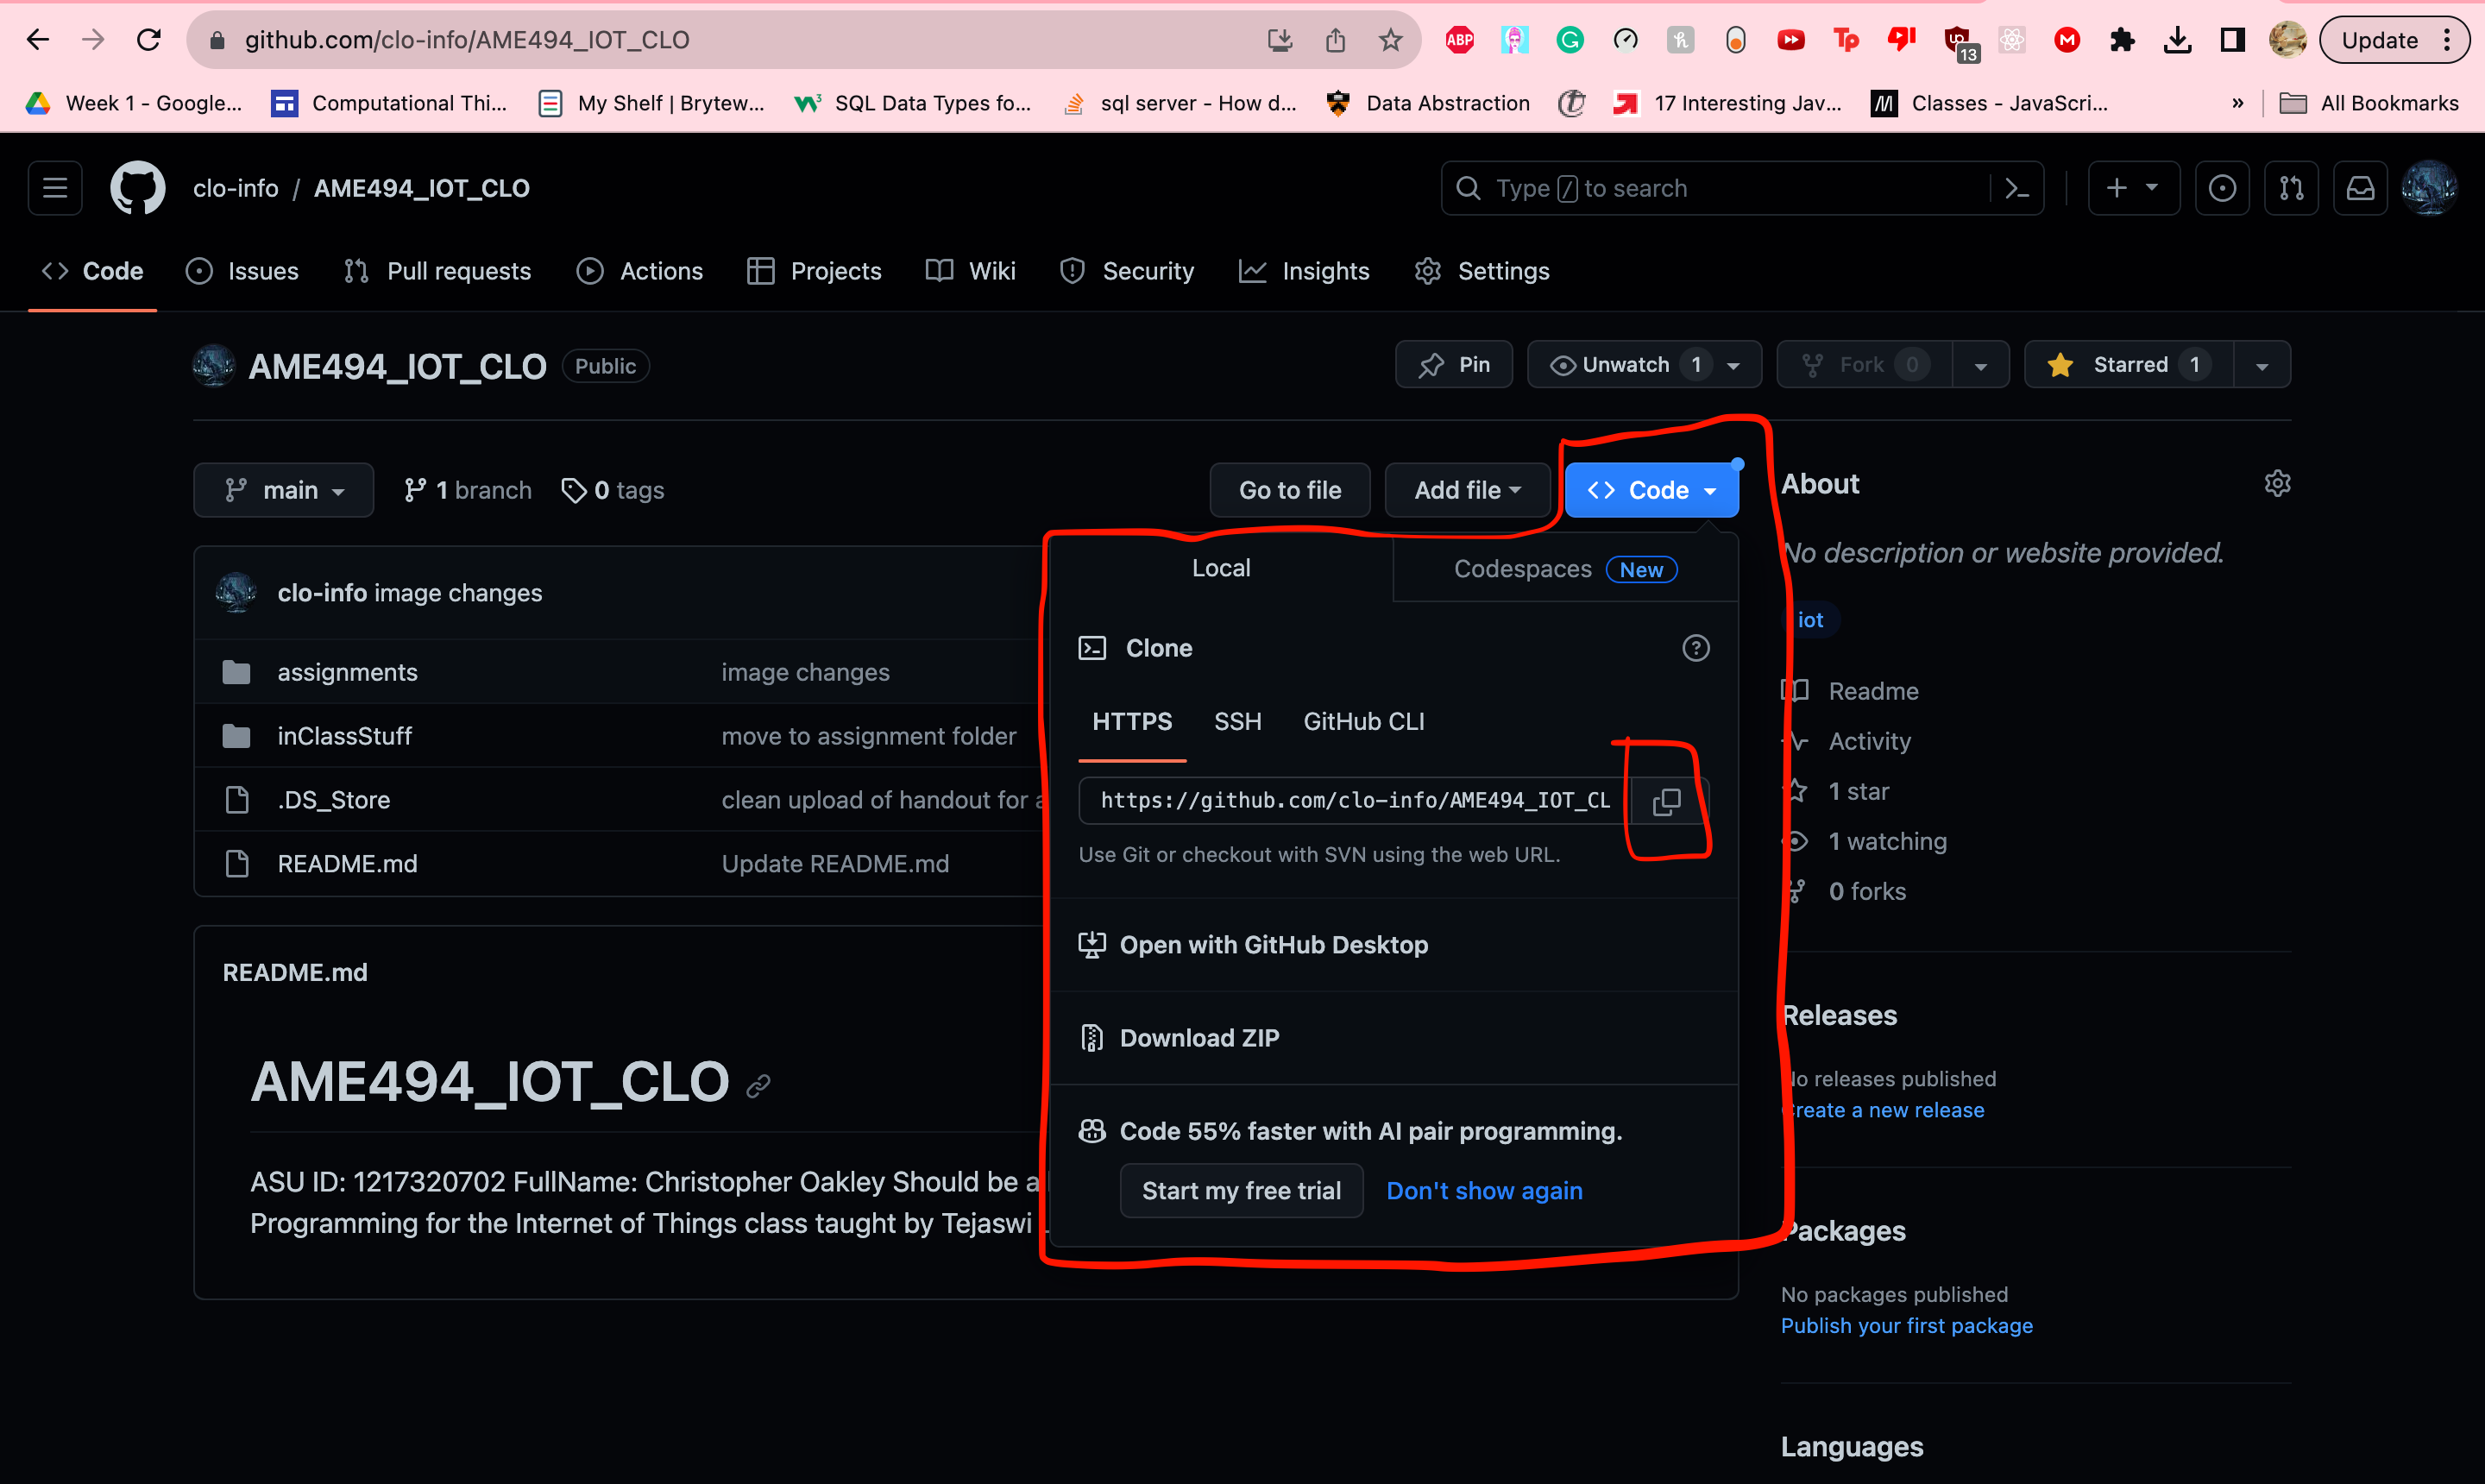 github.com/clo-info/AME494_IOT_CLO
ABP
G
h
Tp
13
M
Update
Week 1 - Google...
Computational Thi...
My Shelf | Brytew...
W3 SQL Data Types fo...
sql server - How d...
Data Abstraction
17 Interesting Jav...
M Classes - JavaScri...
»
All Bookmarks
clo-info / AME494_IOT_CLO
Type / to search
Code
Issues
Pull requests
Actions
Projects
Wiki
Security
Insights
Settings
AME494_IOT_CLO
Public
Pin
Unwatch 1
Fork 0
Starred 1
main
1 branch
0 tags
Go to file
Add file
<> Code
About
No description or website provided.
iot
Readme
Activity
1 star
1 watching
0 forks
Local
Codespaces New
clo-info image changes
assignments image changes
inClassStuff move to assignment folder
.DS_Store clean upload of handout for a
README.md Update README.md
Clone
HTTPS SSH GitHub CLI
https://github.com/clo-info/AME494_IOT_CL
Use Git or checkout with SVN using the web URL.
Open with GitHub Desktop
Download ZIP
Code 55% faster with AI pair programming.
Start my free trial
Don't show again
README.md
AME494_IOT_CLO
ASU ID: 1217320702 FullName: Christopher Oakley Should be a
Programming for the Internet of Things class taught by Tejaswi
Releases
No releases published
Create a new release
Packages
No packages published
Publish your first package
Languages